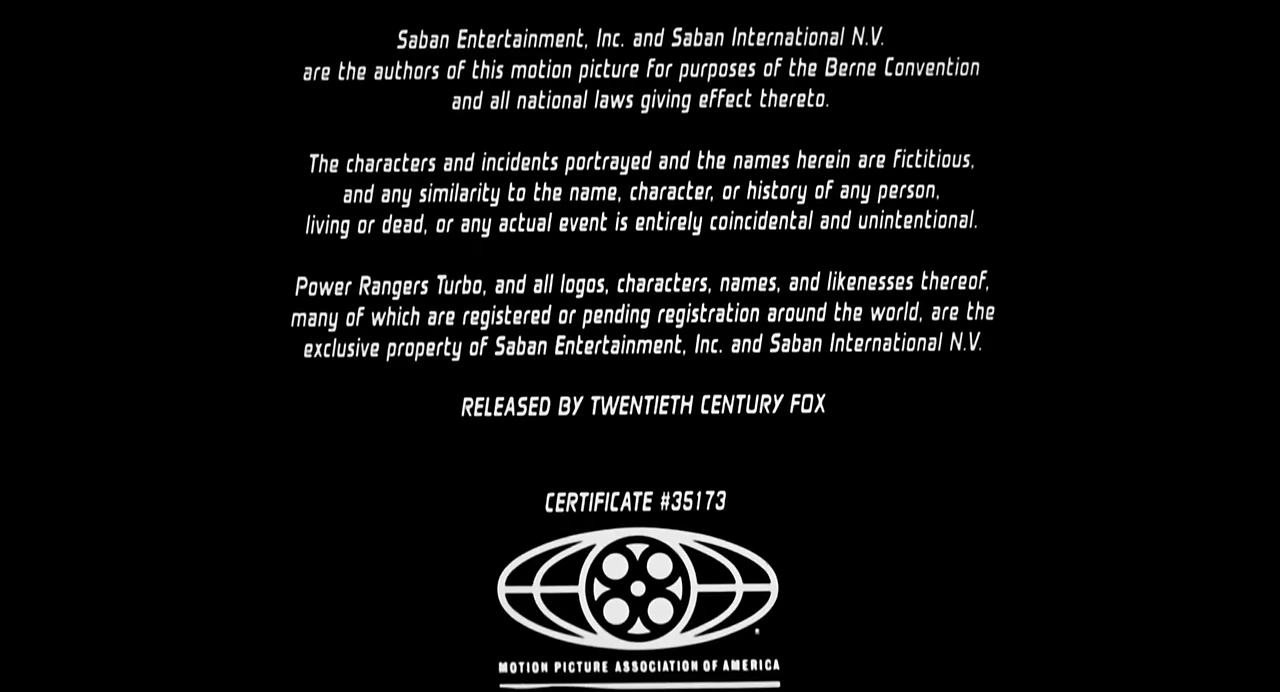 Saban Entertainment, Inc. and Saban International N.V.
are the authors of this motion picture for purposes of the Berne Convention
and all national laws giving effect thereto.
The characters and incidents portrayed and the names herein are fictitious,
and any similarity to the name, character, or history of any person,
living or dead, or any actual event is entirely coincidental and unintentional.
Power Rangers Turbo, and all logos, characters, names, and likenesses thereof,
many of which are registered or pending registration around the world, are the
exclusive property of Saban Entertainment, Inc. and Saban International N.V.
RELEASED BY TWENTIETH CENTURY FOX
CERTIFICATE #35173
MOTION PICTURE ASSOCIATION OF AMERICA